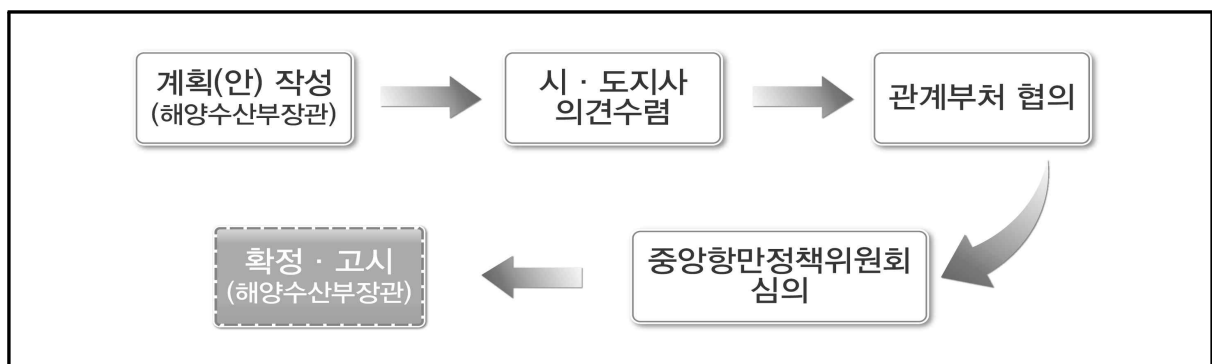 계획(안) 작성
(해양수산부장관)
시 · 도지사
의견수렴
관계부처 협의
중앙항만정책위원회
심의
확정 · 고시
(해양수산부장관)